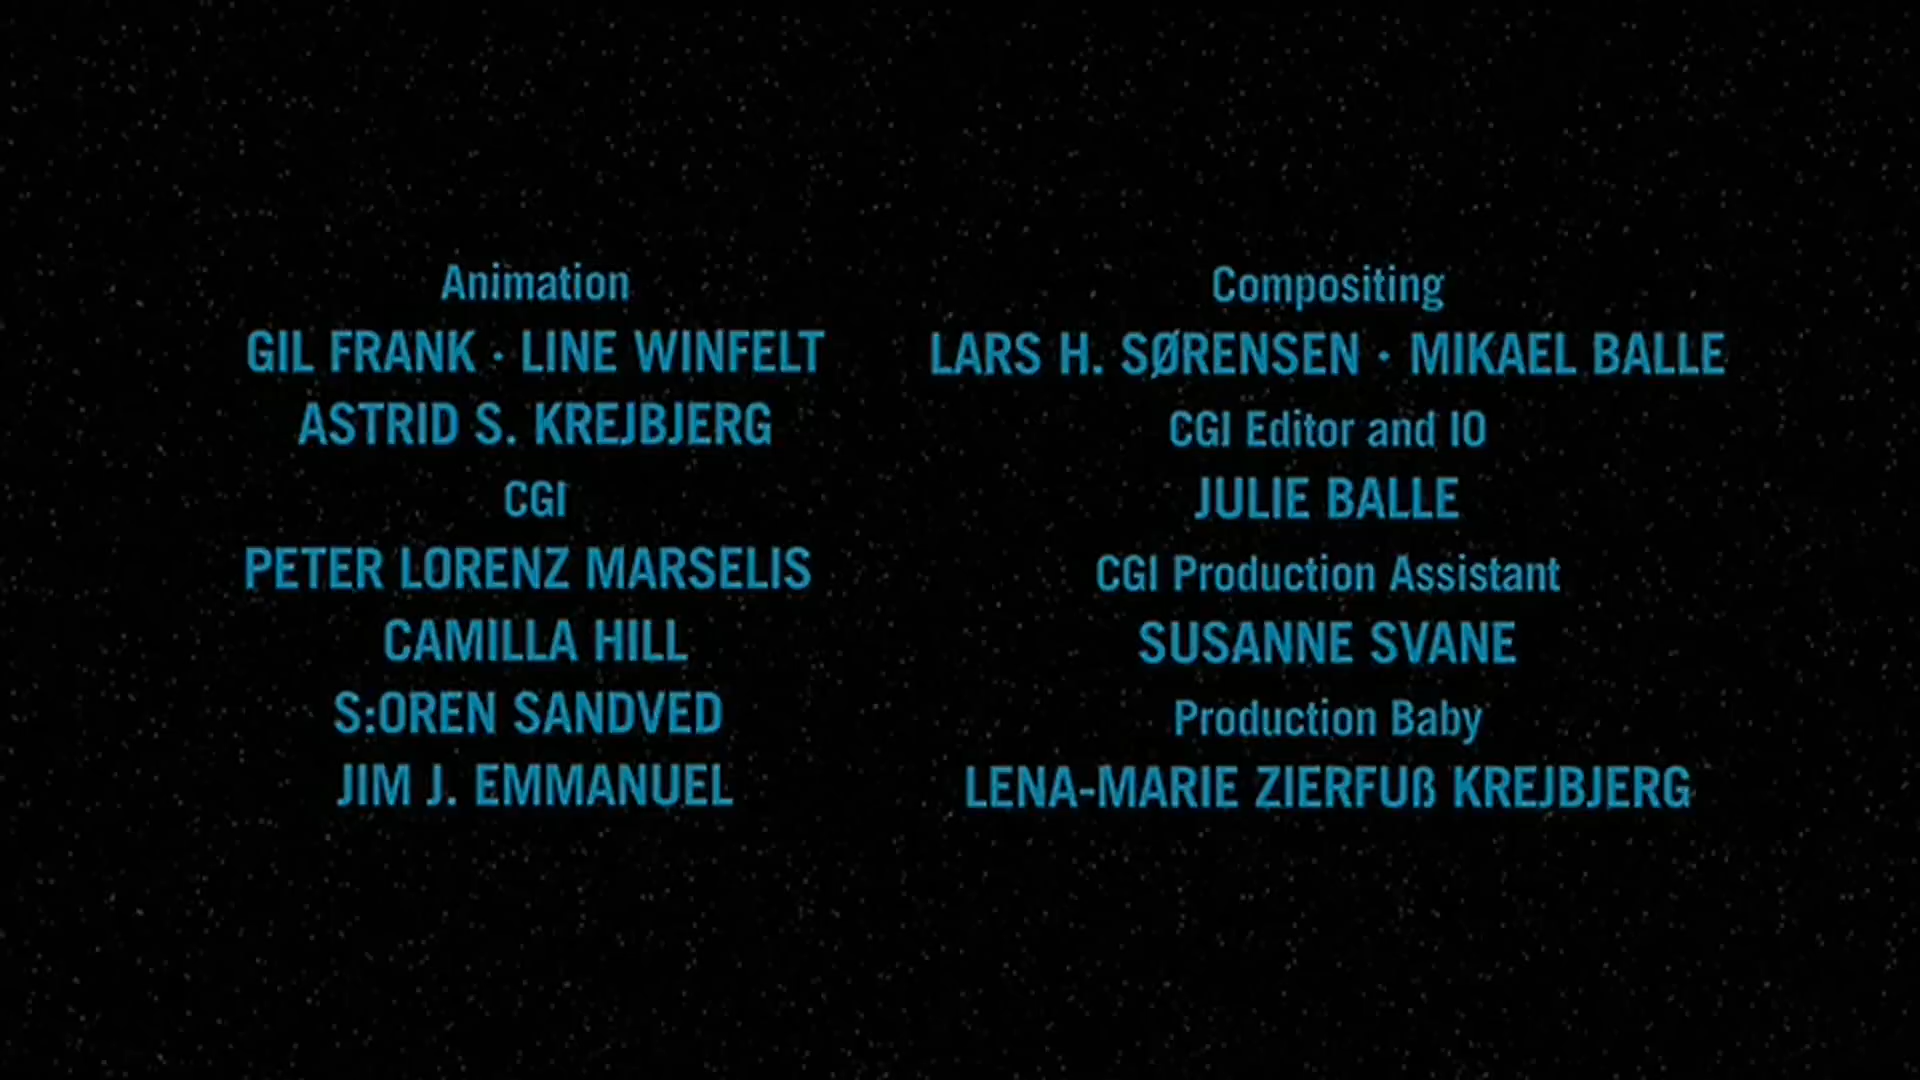 Animation
GIL FRANK · LINE WINFELT
ASTRID S. KREJBJERG
CGI
PETER LORENZ MARSELIS
CAMILLA HILL
S:OREN SANDVED
JIM J. EMMANUEL
Compositing
LARS H. SØRENSEN · MIKAEL BALLE
CGI Editor and IO
JULIE BALLE
CGI Production Assistant
SUSANNE SVANE
Production Baby
LENA-MARIE ZIERFUß KREJBJERG